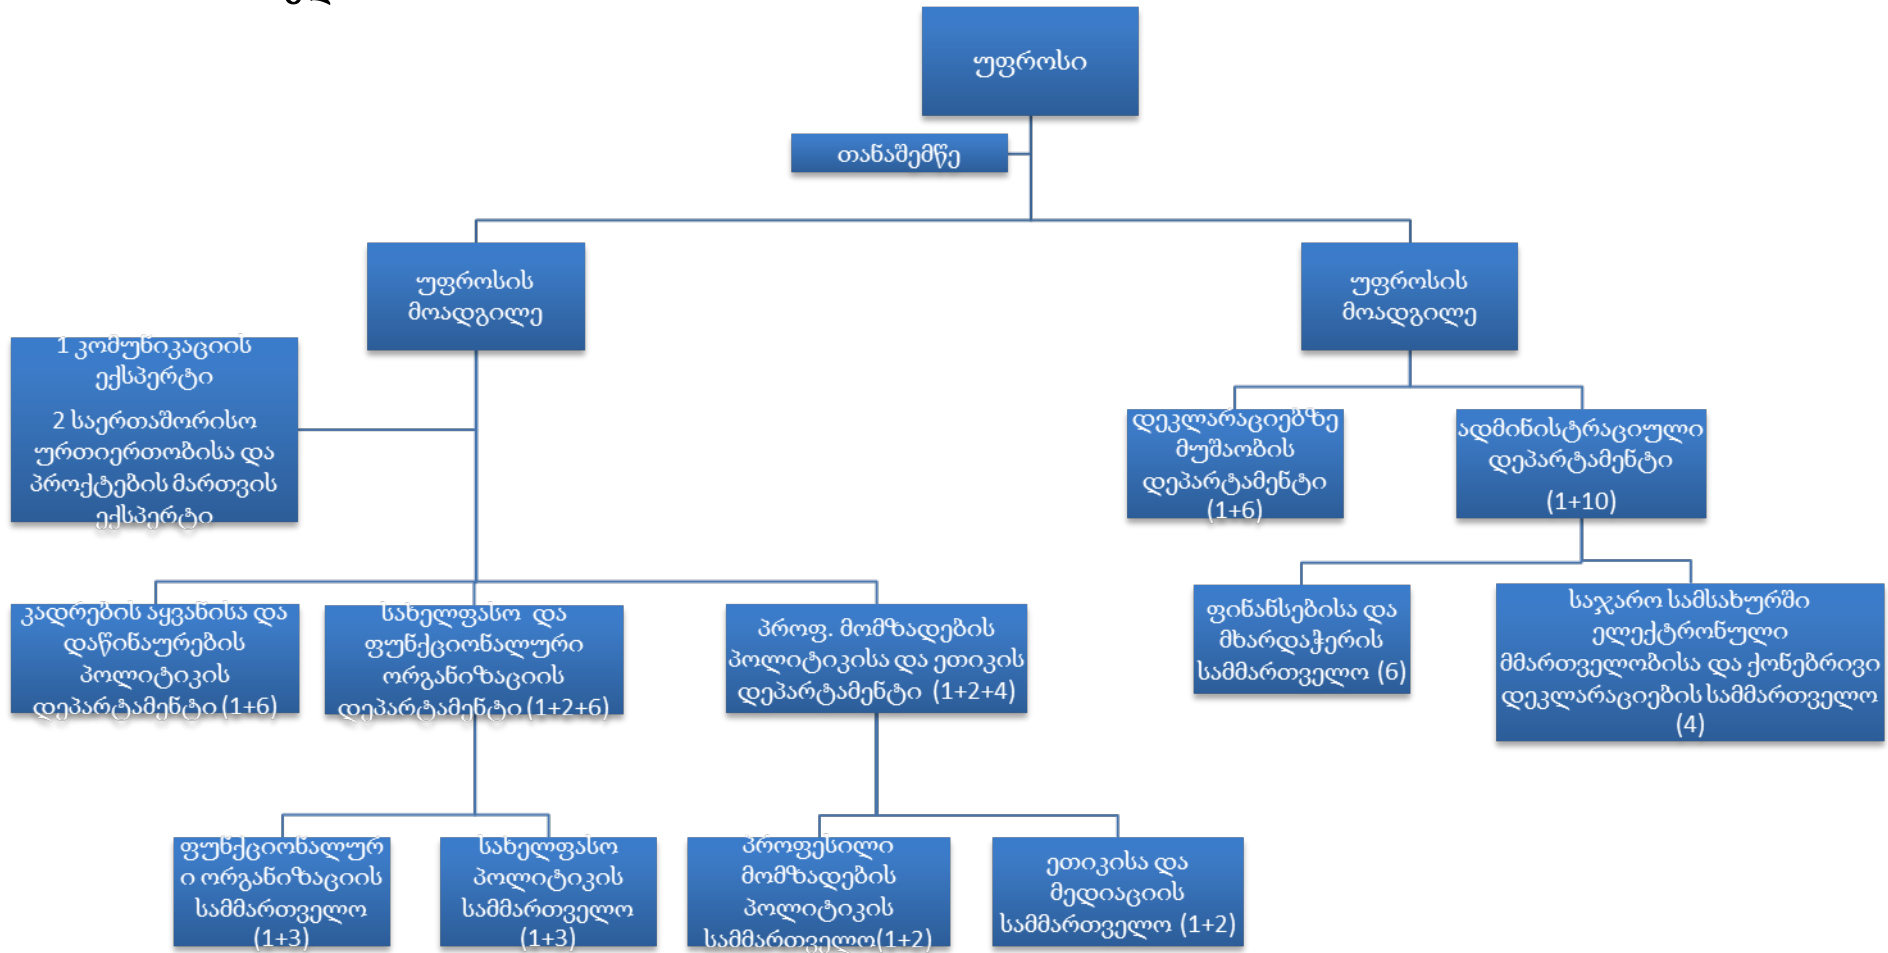 უფროსი
თანაშემწე
უფროსის
მოადგილე
უფროსის
მოადგილე
1 კომუნიკაციის
ექსპერტი
2 საერთაშორისო
ურთიერთობისა და
პროქტების მართვის
ექსპერტი
დეკლარაციებზე
მუშაობის
დეპარტამენტი
(1+6)
ადმინისტრაციული
დეპარტამენტი
(1+10)
კადრების აყვანისა და
დაწინაურების
პოლიტიკის
დეპარტამენტი (1+6)
სახელფასო და
ფუნქციონალური
ორგანიზაციის
დეპარტამენტი (1+2+6)
პროფ. მომზადების
პოლიტიკისა და ეთიკის
დეპარტამენტი (1+2+4)
ფინანსებისა და
მხარდაჭერის
სამმართველო (6)
საჯარო სამსახურში
ელექტრონული
მმართველობისა და ქონებრივი
დეკლარაციების სამმართველო
(4)
ფუნქციონალურ
ი ორგანიზაციის
სამმართველო
(1+3)
სახელფასო
პოლიტიკის
სამმართველო
(1+3)
პროფესილი
მომზადების
პოლიტიკის
სამმართველო(1+2)
ეთიკისა და
მედიაციის
სამმართველო (1+2)